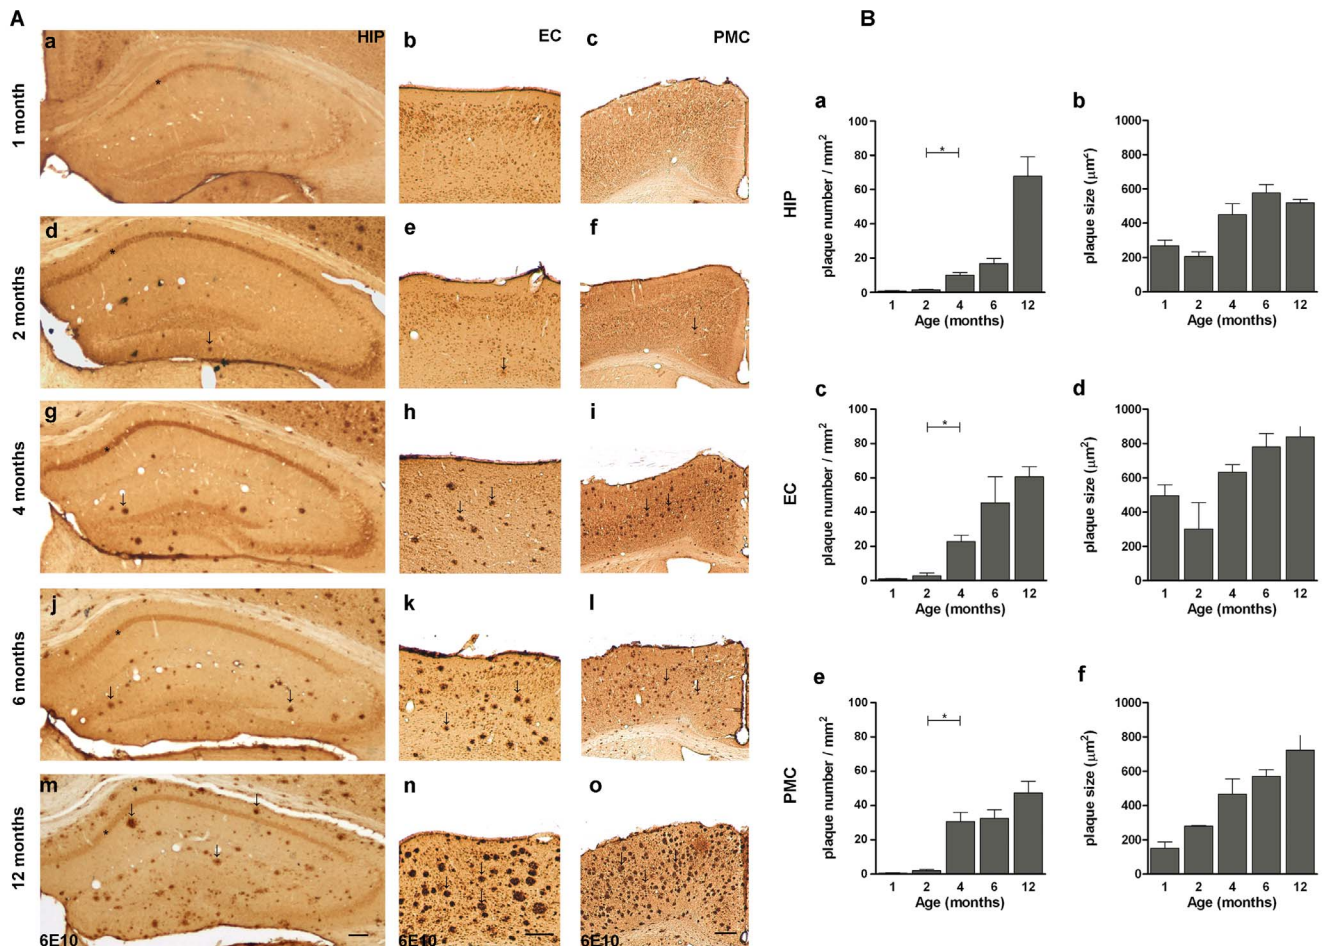 A
B
a
HIP
b
EC
c
PMC
1 month
d
e
f
2 months
g
h
i
4 months
j
k
l
6 months
m
n
o
12 months
6E10
6E10
6E10
HIP
a
plaque number / mm²
100
80
60
40
20
0
*
1 2 4 6 12
Age (months)
b
plaque size (µm²)
1000
800
600
400
200
0
1 2 4 6 12
Age (months)
EC
c
plaque number / mm²
100
80
60
40
20
0
*
1 2 4 6 12
Age (months)
d
plaque size (µm²)
1000
800
600
400
200
0
1 2 4 6 12
Age (months)
PMC
e
plaque number / mm²
100
80
60
40
20
0
*
1 2 4 6 12
Age (months)
f
plaque size (µm²)
1000
800
600
400
200
0
1 2 4 6 12
Age (months)